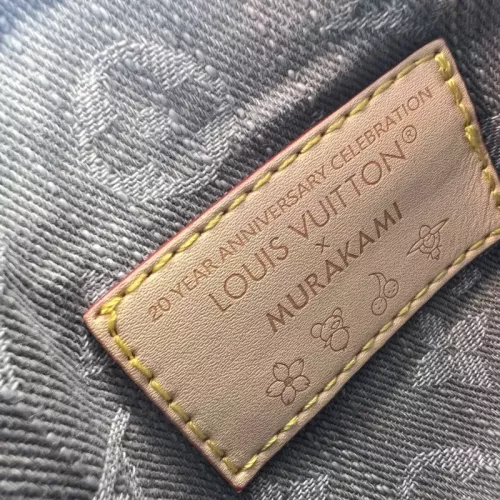 20 YEAR ANNIVERSARY CELEBRATION
LOUIS VUITTON®
×
MURAKAMI